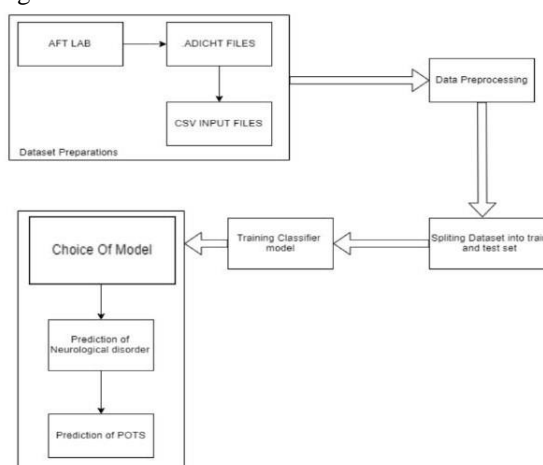 AFT LAB
.ADICHT FILES
CSV INPUT FILES
Dataset Preparations
Data Preprocessing
Spliting Dataset into train
and test set
Training Classifier
model
Choice Of Model
Prediction of
Neurological disorder
Prediction of POTS